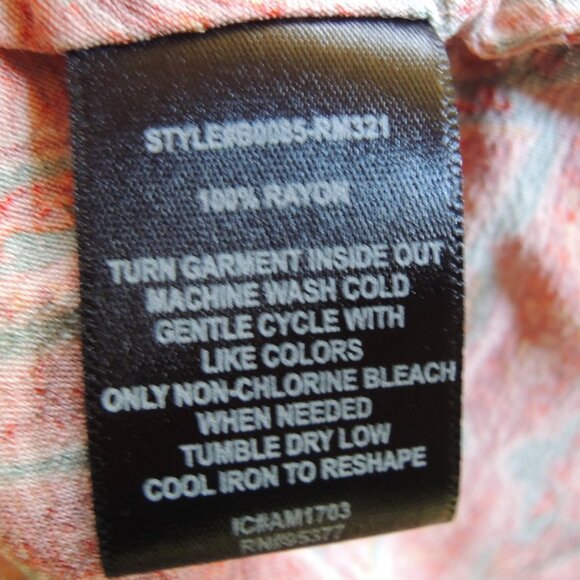 STYLE#B0085-RM321
100% RAYON
TURN GARMENT INSIDE OUT
MACHINE WASH COLD
GENTLE CYCLE WITH
LIKE COLORS
ONLY NON-CHLORINE BLEACH
WHEN NEEDED
TUMBLE DRY LOW
COOL IRON TO RESHAPE
IC#AM1703
RN#95377